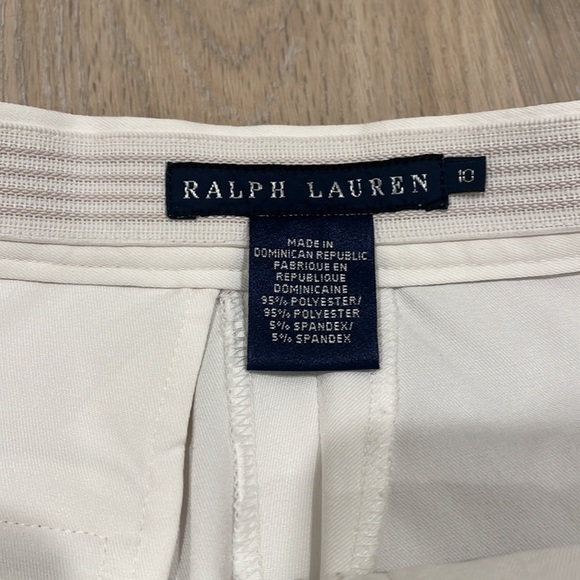 RALPH LAUREN 10
MADE IN
DOMINICAN REPUBLIC
FABRIQUE EN
REPUBLIQUE
DOMINICAINE
95% POLYESTER/
95% POLYESTER
5% SPANDEX/
5% SPANDEX